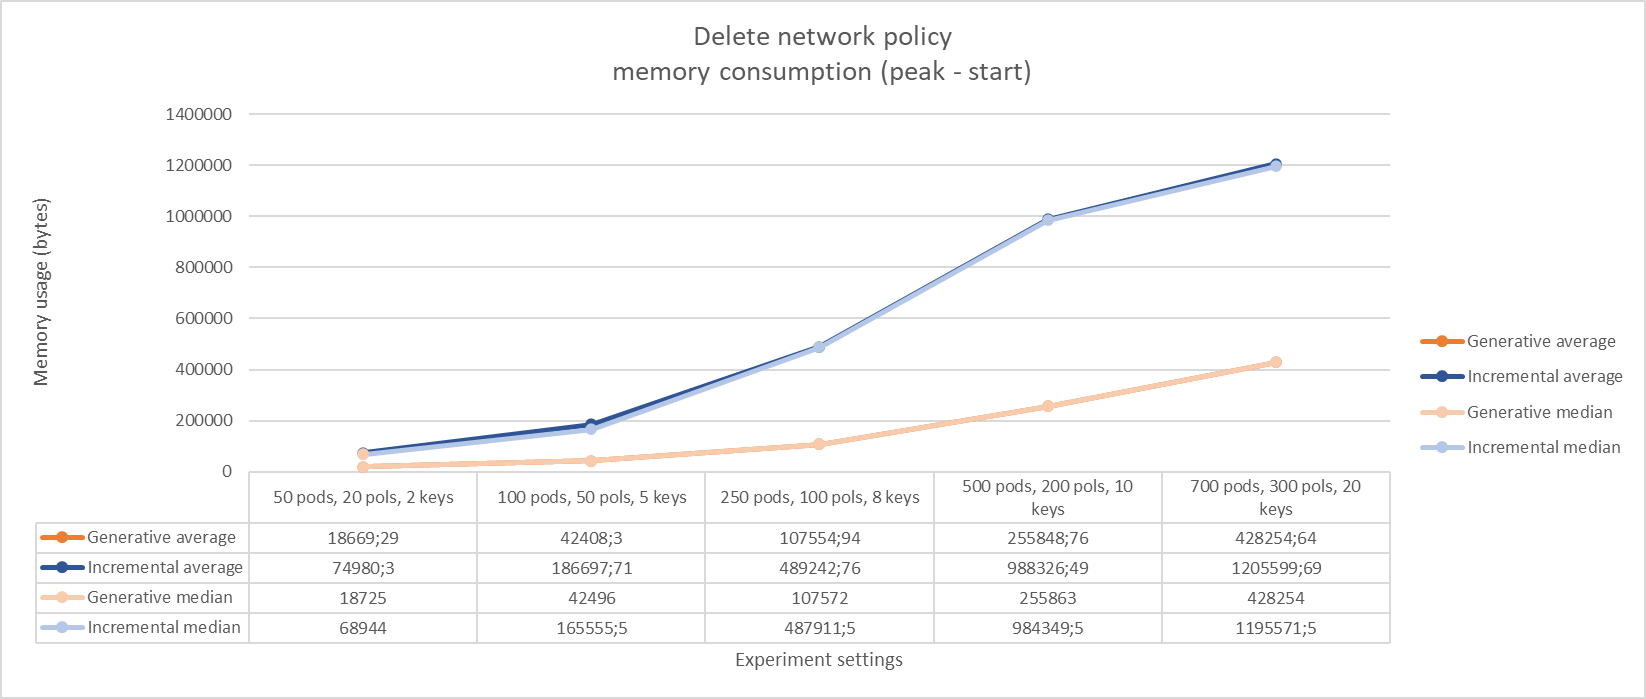 Delete network policy
memory consumption (peak - start)
Memory usage (bytes)
1400000
1200000
1000000
800000
600000
400000
200000
0
Generative average
Incremental average
Generative median
Incremental median
50 pods, 20 pols, 2 keys 100 pods, 50 pols, 5 keys 250 pods, 100 pols, 8 keys 500 pods, 200 pols, 10 keys 700 pods, 300 pols, 20 keys
Generative average 18669;29 42408;3 107554;94 255848;76 428254;64
Incremental average 74980;3 186697;71 489242;76 988326;49 1205599;69
Generative median 18725 42496 107572 255863 428254
Incremental median 68944 165555;5 487911;5 984349;5 1195571;5
Experiment settings